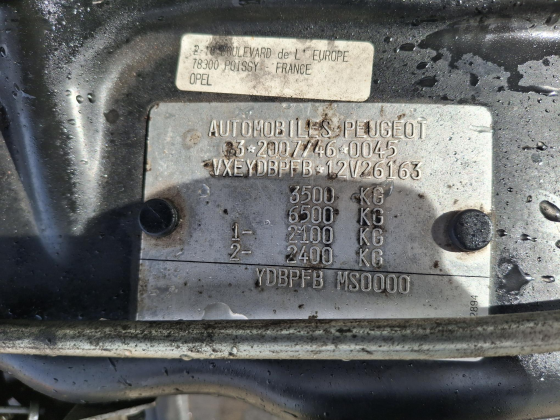 2-10 BOULEVARD de L' EUROPE
78300 POISSY - FRANCE
OPEL
AUTOMOBILES PEUGEOT
*2007/46*0045
VXEYDBPFB*12V26163
3500 KG
6500 KG
1- 2100 KG
2- 2400 KG
YDBPFB MS0000